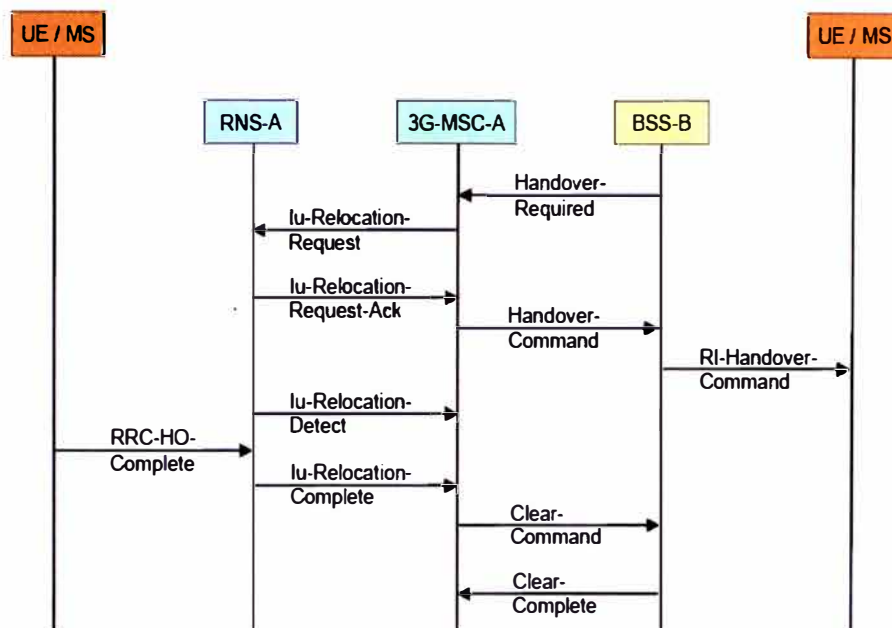 UE / MS
UE / MS
RNS-A
3G-MSC-A
BSS-B
Handover-
Required
Iu-Relocation-
Request
Iu-Relocation-
Request-Ack
Handover-
Command
RI-Handover-
Command
Iu-Relocation-
Detect
RRC-HO-
Complete
Iu-Relocation-
Complete
Clear-
Command
Clear-
Complete